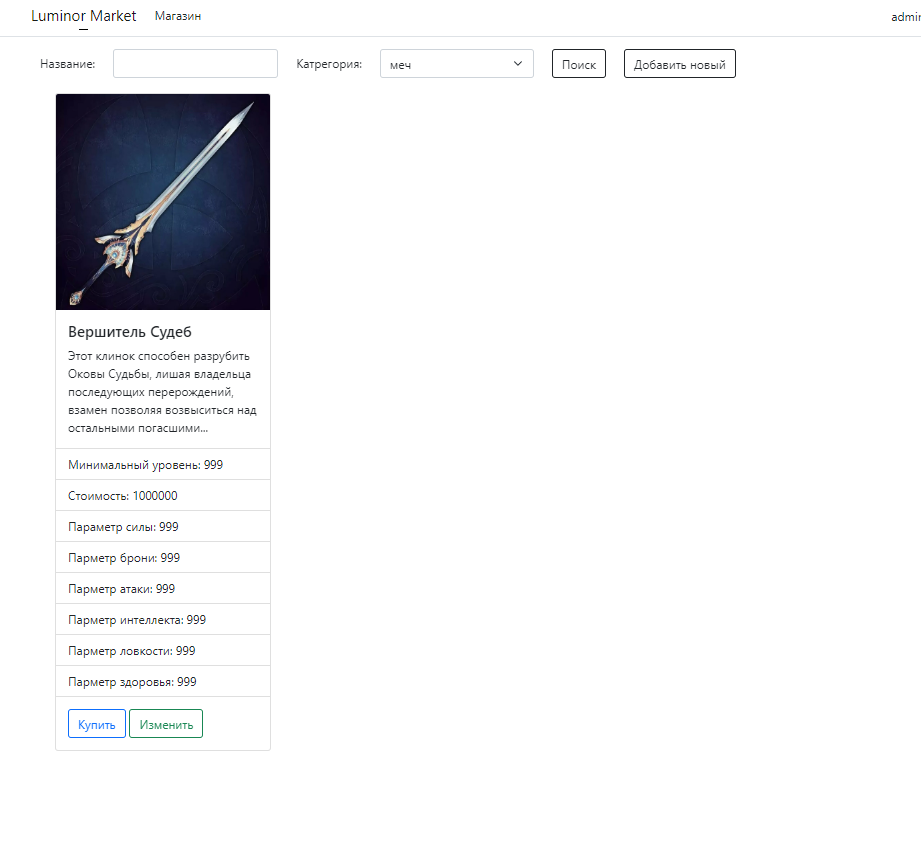 Luminor Market Магазин admin
Название: Катрегория: меч Поиск Добавить новый
Вершитель Судеб
Этот клинок способен разрубить
Оковы Судьбы, лишая владельца
последующих перерождений,
взамен позволяя возвыситься над
остальными погасшими...
Минимальный уровень: 999
Стоимость: 1000000
Параметр силы: 999
Парметр брони: 999
Парметр атаки: 999
Парметр интеллекта: 999
Парметр ловкости: 999
Парметр здоровья: 999
Купить Изменить